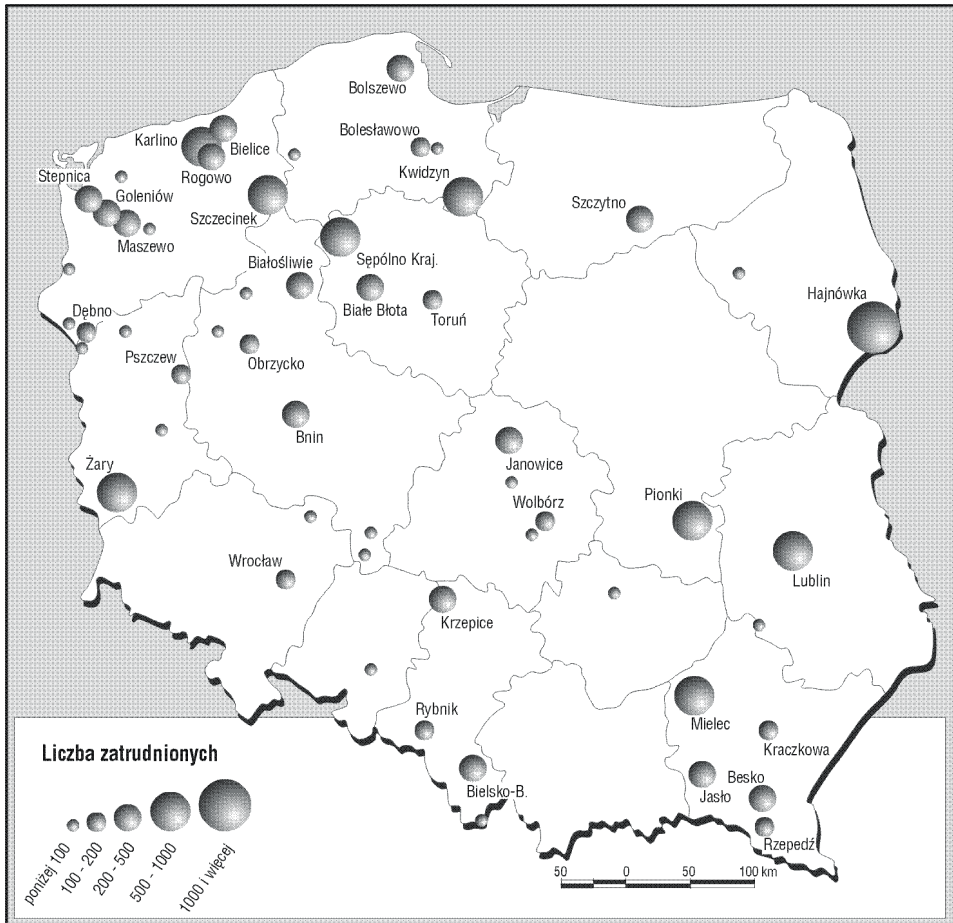 Bolszewo
Karlino
Bielice
Bolesławowo
Rogowo
Kwidzyn
Stepnica
Goleniów
Szczecinek
Szczytno
Maszewo
Sępólno Kraj.
Białośliwie
Białe Błota
Toruń
Hajnówka
Dębno
Pszczew
Obrzycko
Bnin
Żary
Janowice
Wolbórz
Pionki
Wrocław
Lublin
Krzepice
Mielec
Rybnik
Kraczkowa
Bielsko-B.
Jasło
Besko
Rzepedź
Liczba zatrudnionych
poniżej 100
100 - 200
200 - 500
500 - 1000
1000 i więcej
50 0 50 100 km